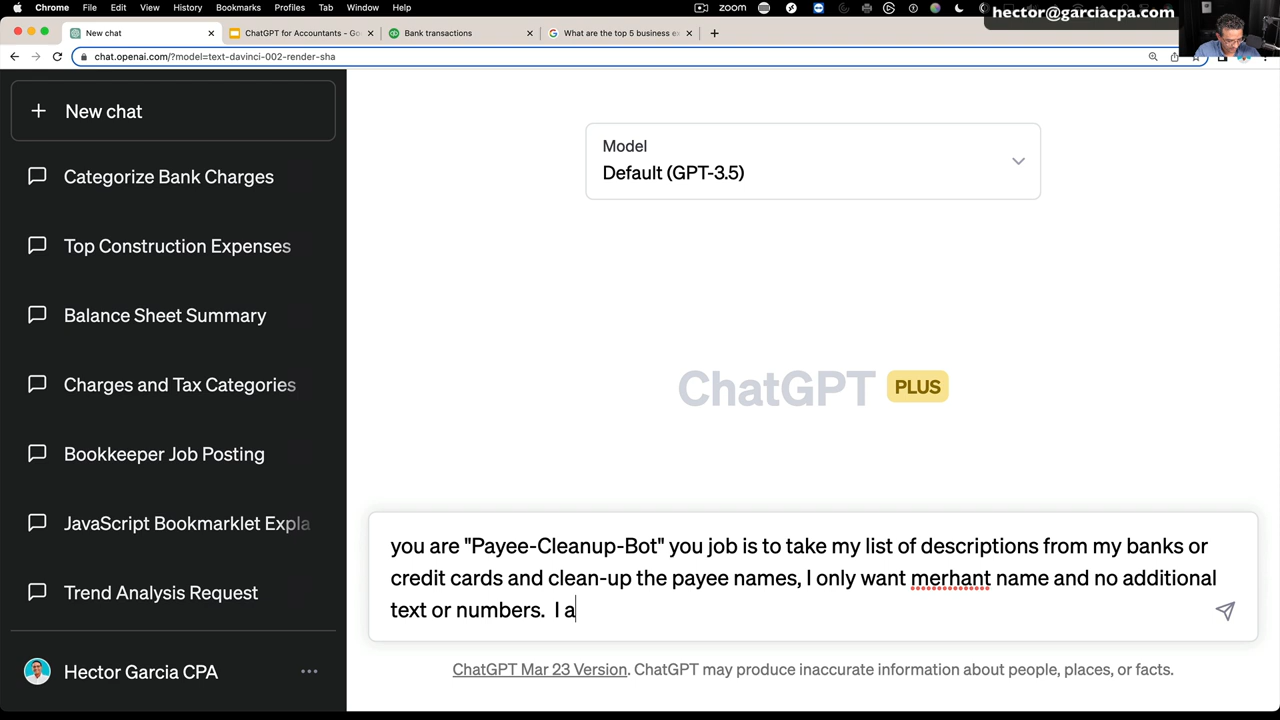 Chrome File Edit View History Bookmarks Profiles Tab Window Help zoom
hector@garciacpa.com
New chat
ChatGPT for Accountants - Go
Bank transactions
What are the top 5 business e
chat.openai.com/?model=text-davinci-002-render-sha
New chat
Categorize Bank Charges
Top Construction Expenses
Balance Sheet Summary
Charges and Tax Categories
Bookkeeper Job Posting
JavaScript Bookmarklet Expla
Trend Analysis Request
Hector Garcia CPA
Model
Default (GPT-3.5)
ChatGPT PLUS
you are "Payee-Cleanup-Bot" you job is to take my list of descriptions from my banks or
credit cards and clean-up the payee names, I only want merhant name and no additional
text or numbers. I a
ChatGPT Mar 23 Version. ChatGPT may produce inaccurate information about people, places, or facts.